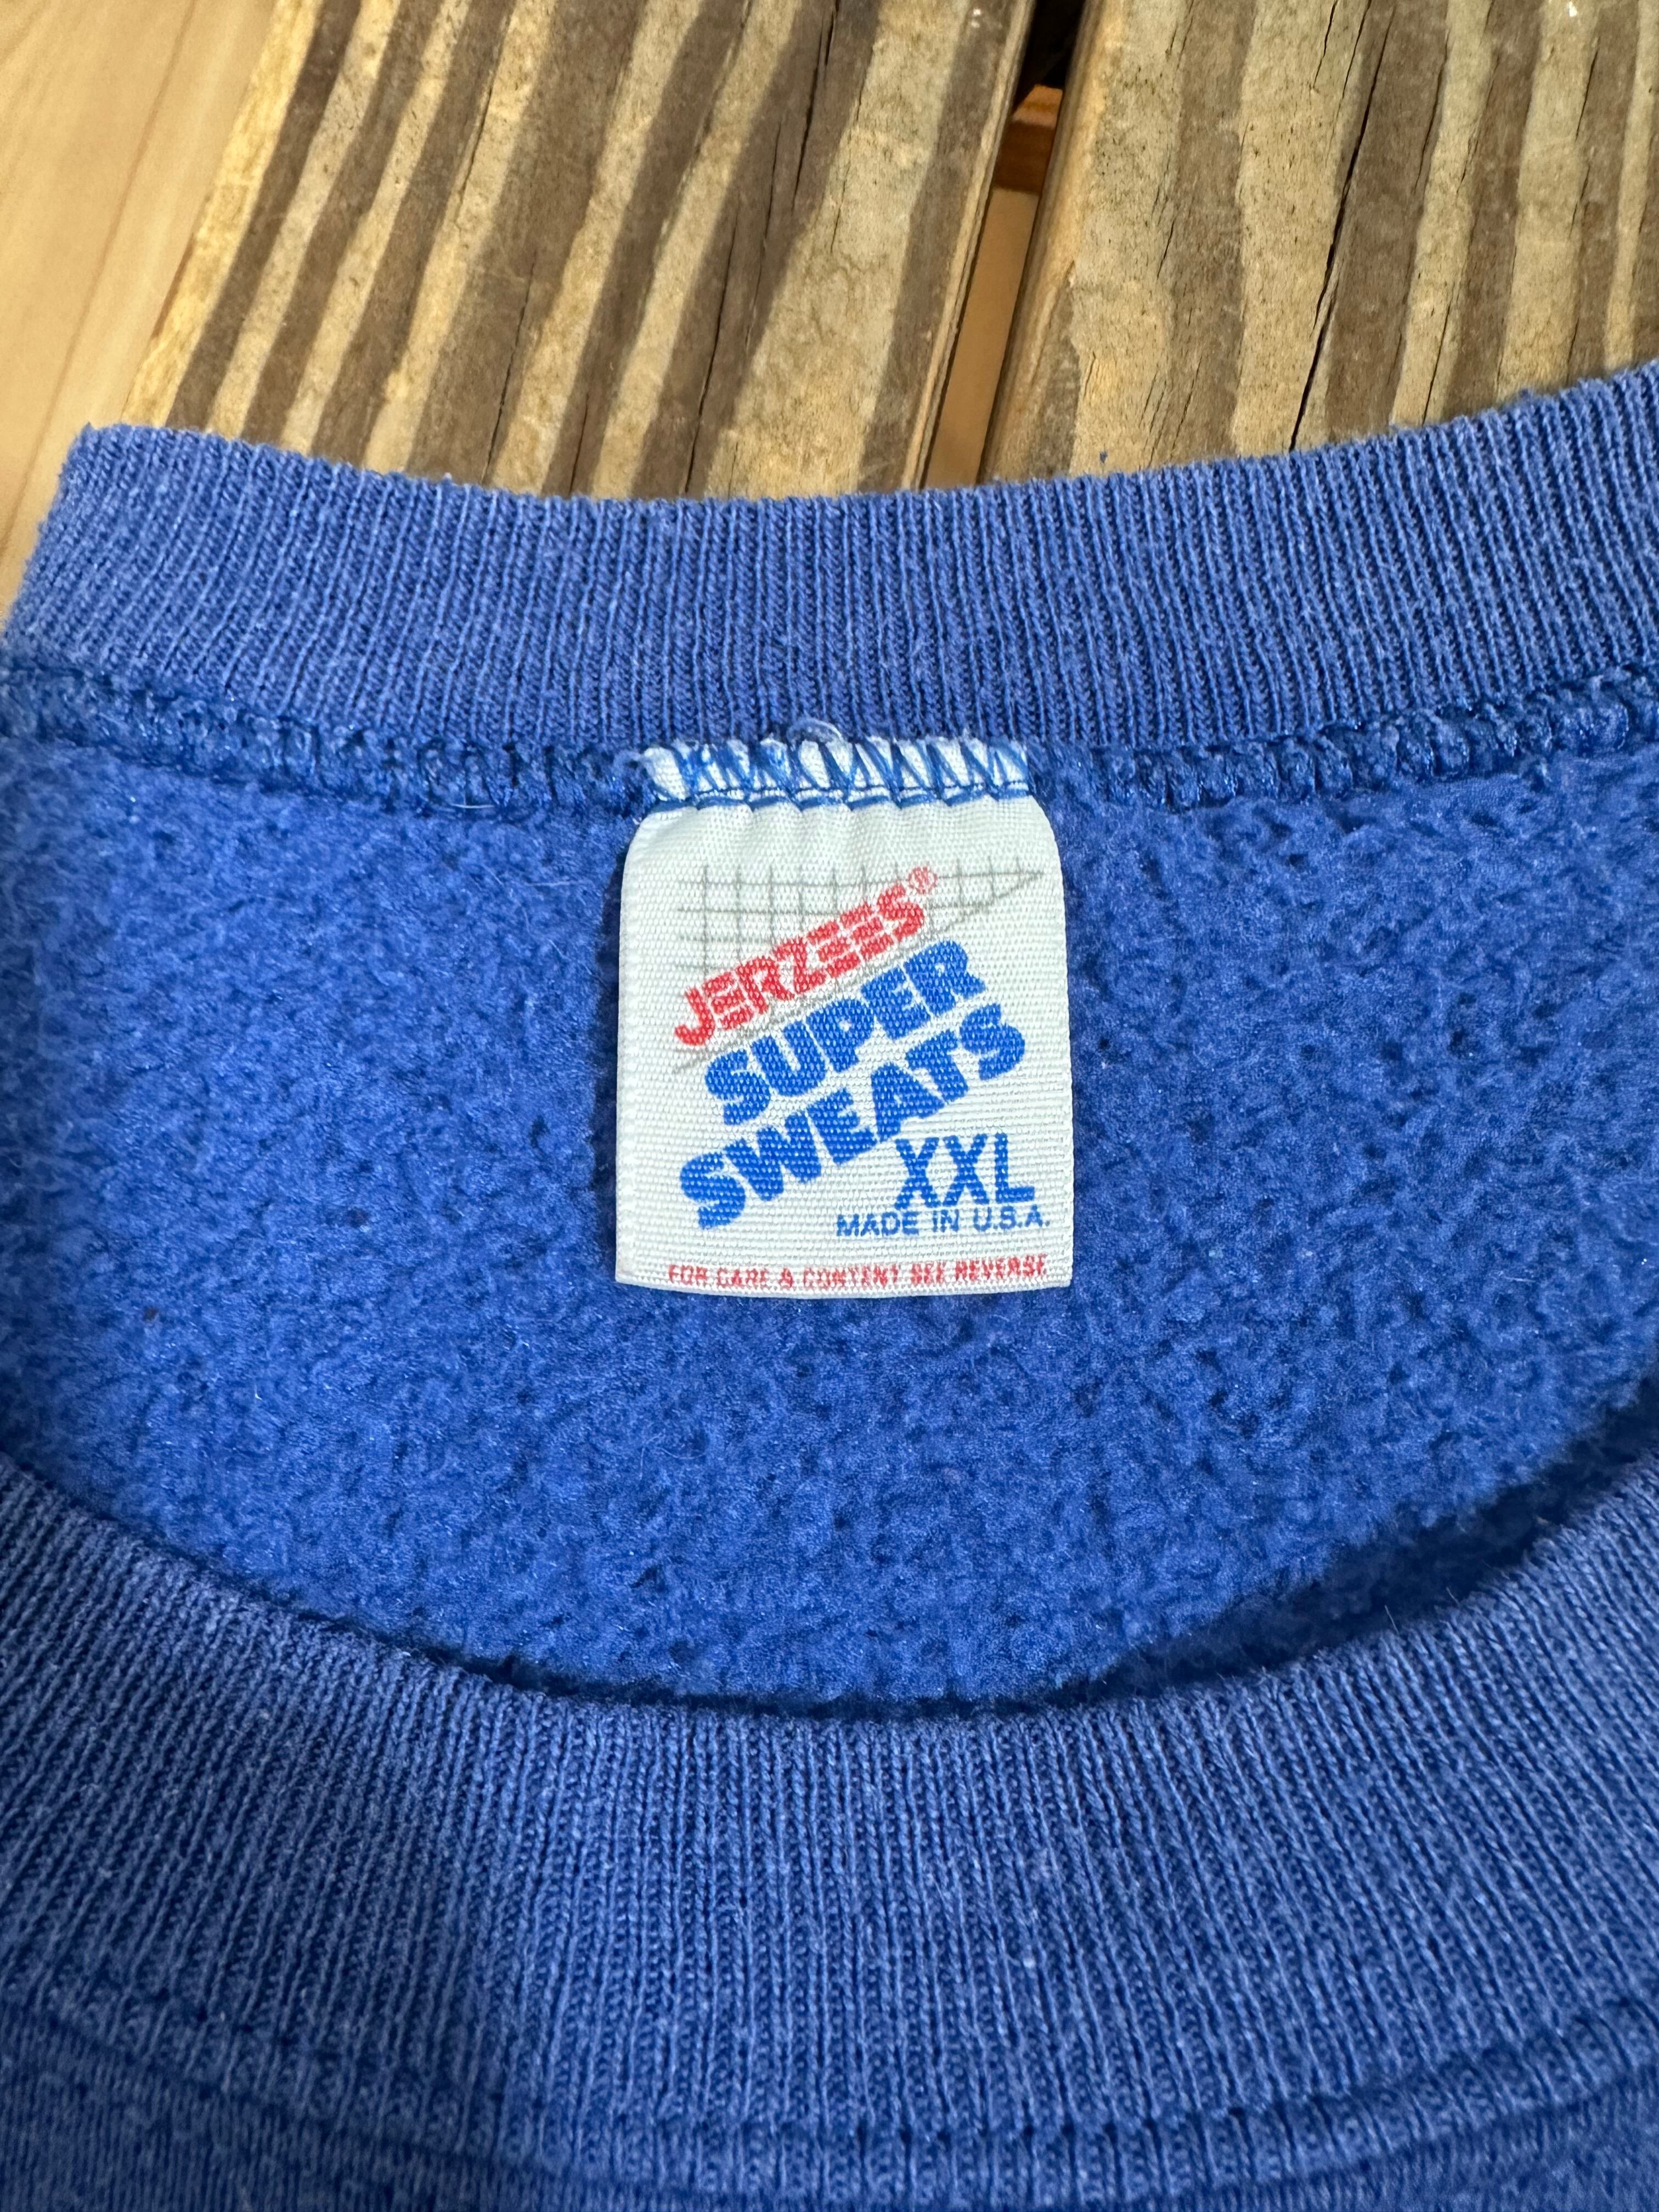 JERZEES®
SUPER
SWEATS
XXL
MADE IN U.S.A.
FOR CARE & CONTENT SEE REVERSE